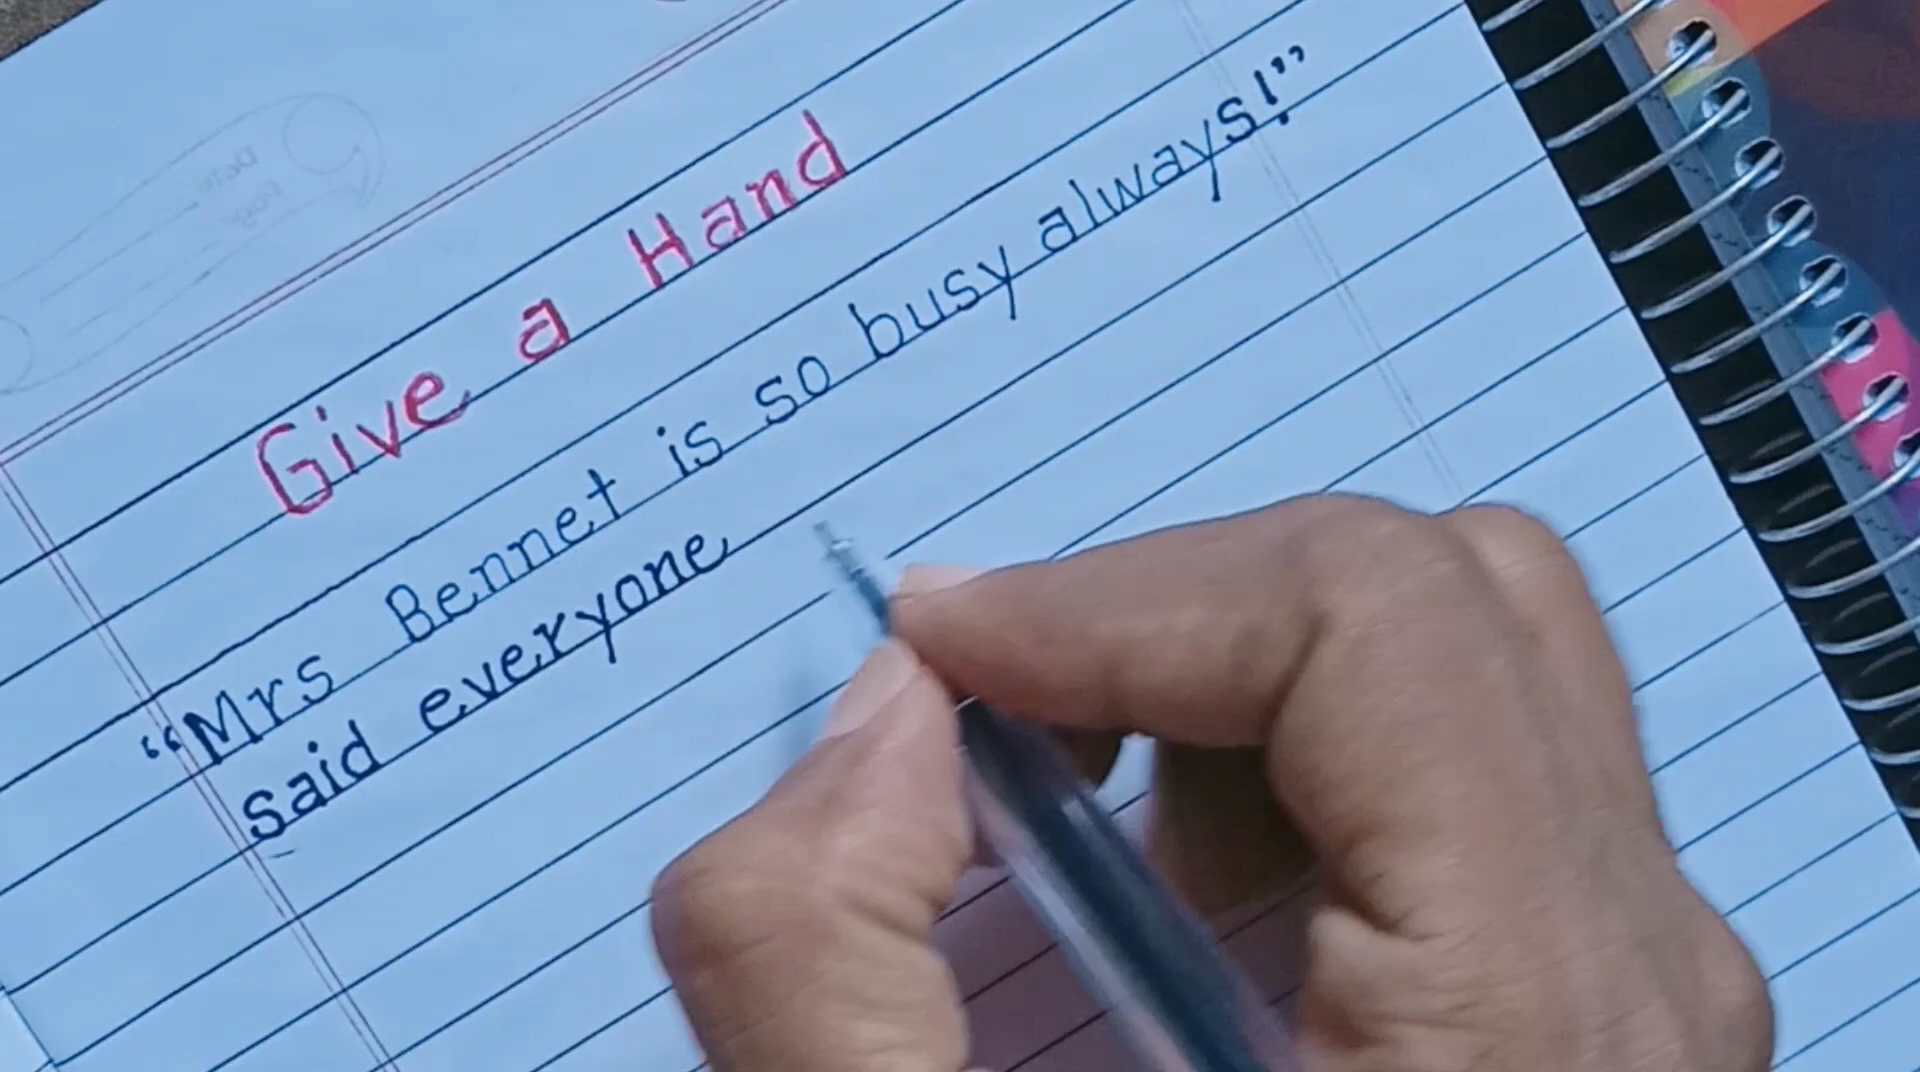 Give a Hand
“Mrs Bennet is so busy always!”
said everyone